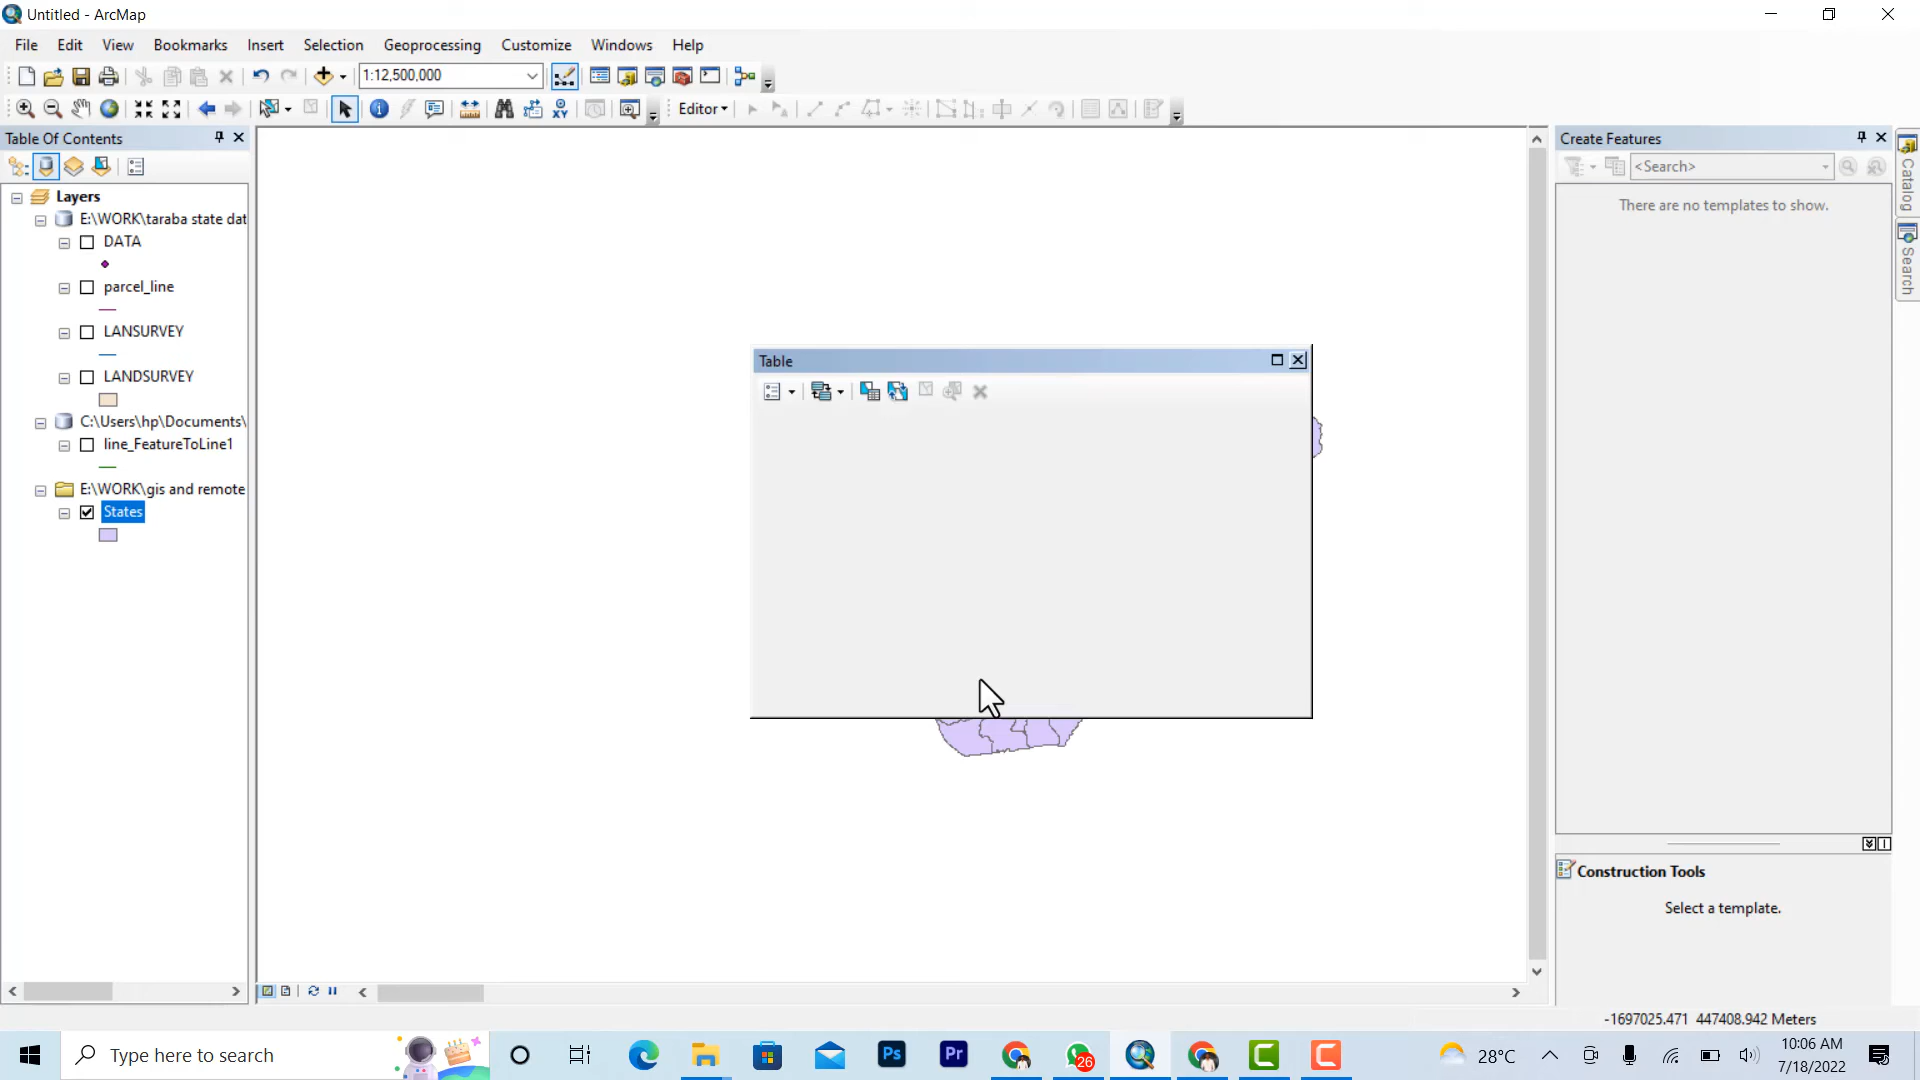 Untitled - ArcMap
File Edit View Bookmarks Insert Selection Geoprocessing Customize Windows Help
1:12,500,000
Editor
Table Of Contents
Layers
E:\WORK\taraba state dat
DATA
parcel_line
LANSURVEY
LANDSURVEY
C:\Users\hp\Documents\
line_FeatureToLine1
E:\WORK\gis and remote
States
Table
Create Features
<Search>
There are no templates to show.
Construction Tools
Select a template.
Catalog
Search
-1697025.471 447408.942 Meters
Type here to search
Ps
Pr
26
28°C
10:06 AM
7/18/2022